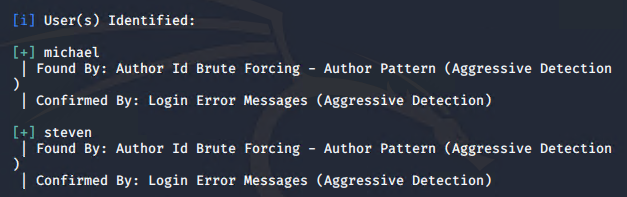 [i] User(s) Identified:
[+] michael
| Found By: Author Id Brute Forcing - Author Pattern (Aggressive Detection
)
| Confirmed By: Login Error Messages (Aggressive Detection)
[+] steven
| Found By: Author Id Brute Forcing - Author Pattern (Aggressive Detection
)
| Confirmed By: Login Error Messages (Aggressive Detection)